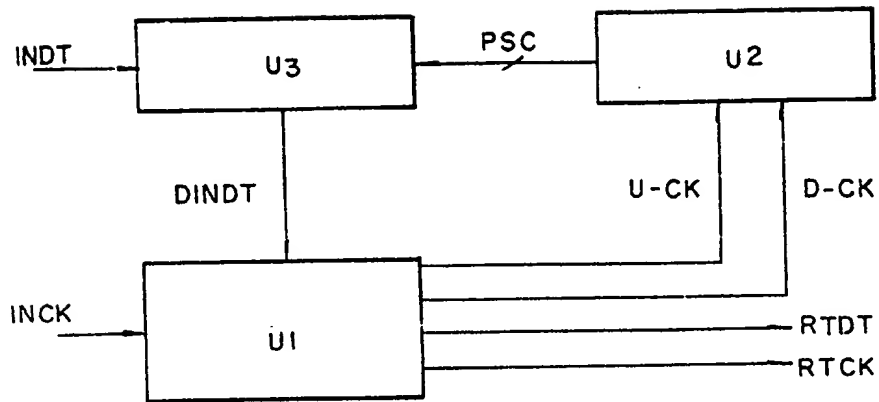 INDT
U3
PSC
U2
DINDT
U-CK
D-CK
INCK
U1
RTDT
RTCK